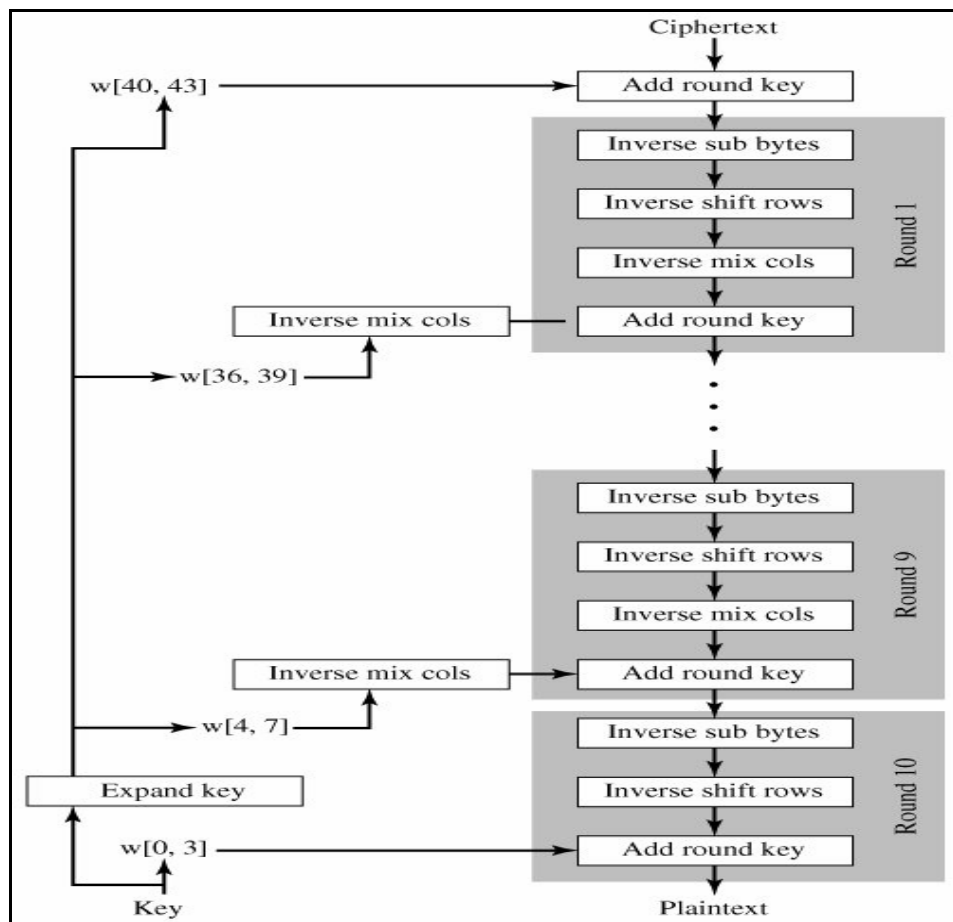 Ciphertext
w[40, 43]
Add round key
Inverse sub bytes
Inverse shift rows
Inverse mix cols
Add round key
Round 1
Inverse mix cols
w[36, 39]
Inverse sub bytes
Inverse shift rows
Inverse mix cols
Add round key
Round 9
Inverse mix cols
w[4, 7]
Inverse sub bytes
Inverse shift rows
Add round key
Round 10
Expand key
w[0, 3]
Key
Plaintext